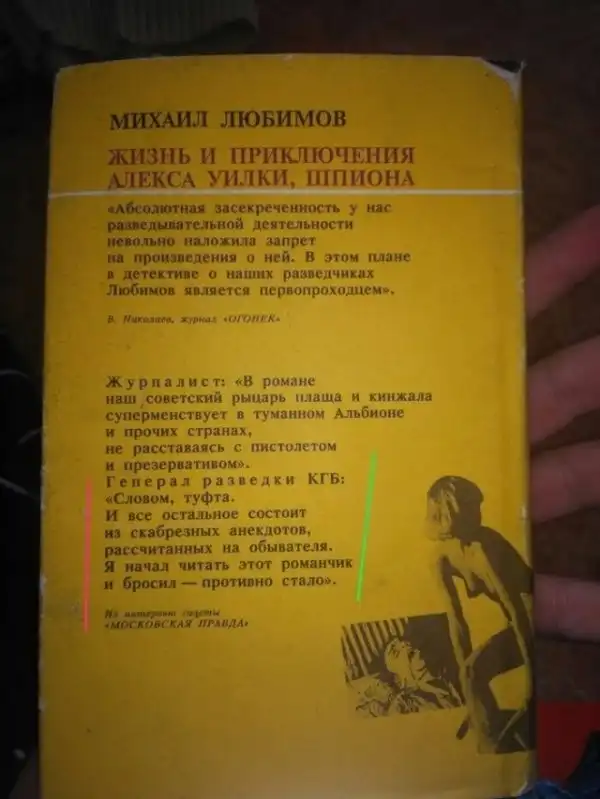 МИХАИЛ ЛЮБИМОВ
ЖИЗНЬ И ПРИКЛЮЧЕНИЯ
АЛЕКСА УИЛКИ, ШПИОНА
«Абсолютная засекреченность у нас
разведывательной деятельности
невольно наложила запрет
на произведения о ней. В этом плане
в детективе о наших разведчиках
Любимов является первопроходцем».
В. Николаев, журнал «ОГОНЕК»
Журналист: «В романе
наш советский рыцарь плаща и кинжала
суперменствует в туманном Альбионе
и прочих странах,
не расставаясь с пистолетом
и презервативом».
Генерал разведки КГБ:
«Словом, туфта.
И все остальное состоит
из скабрезных анекдотов,
рассчитанных на обывателя.
Я начал читать этот романчик
и бросил — противно стало».
Из интервью газеты
«МОСКОВСКАЯ ПРАВДА»